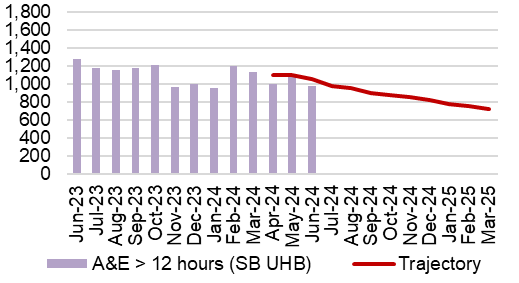 1,800
1,600
1,400
1,200
1,000
800
600
400
200
0
Jun-23
Jul-23
Aug-23
Sep-23
Oct-23
Nov-23
Dec-23
Jan-24
Feb-24
Mar-24
Apr-24
May-24
Jun-24
Jul-24
Aug-24
Sep-24
Oct-24
Nov-24
Dec-24
Jan-25
Feb-25
Mar-25
A&E > 12 hours (SB UHB)
Trajectory